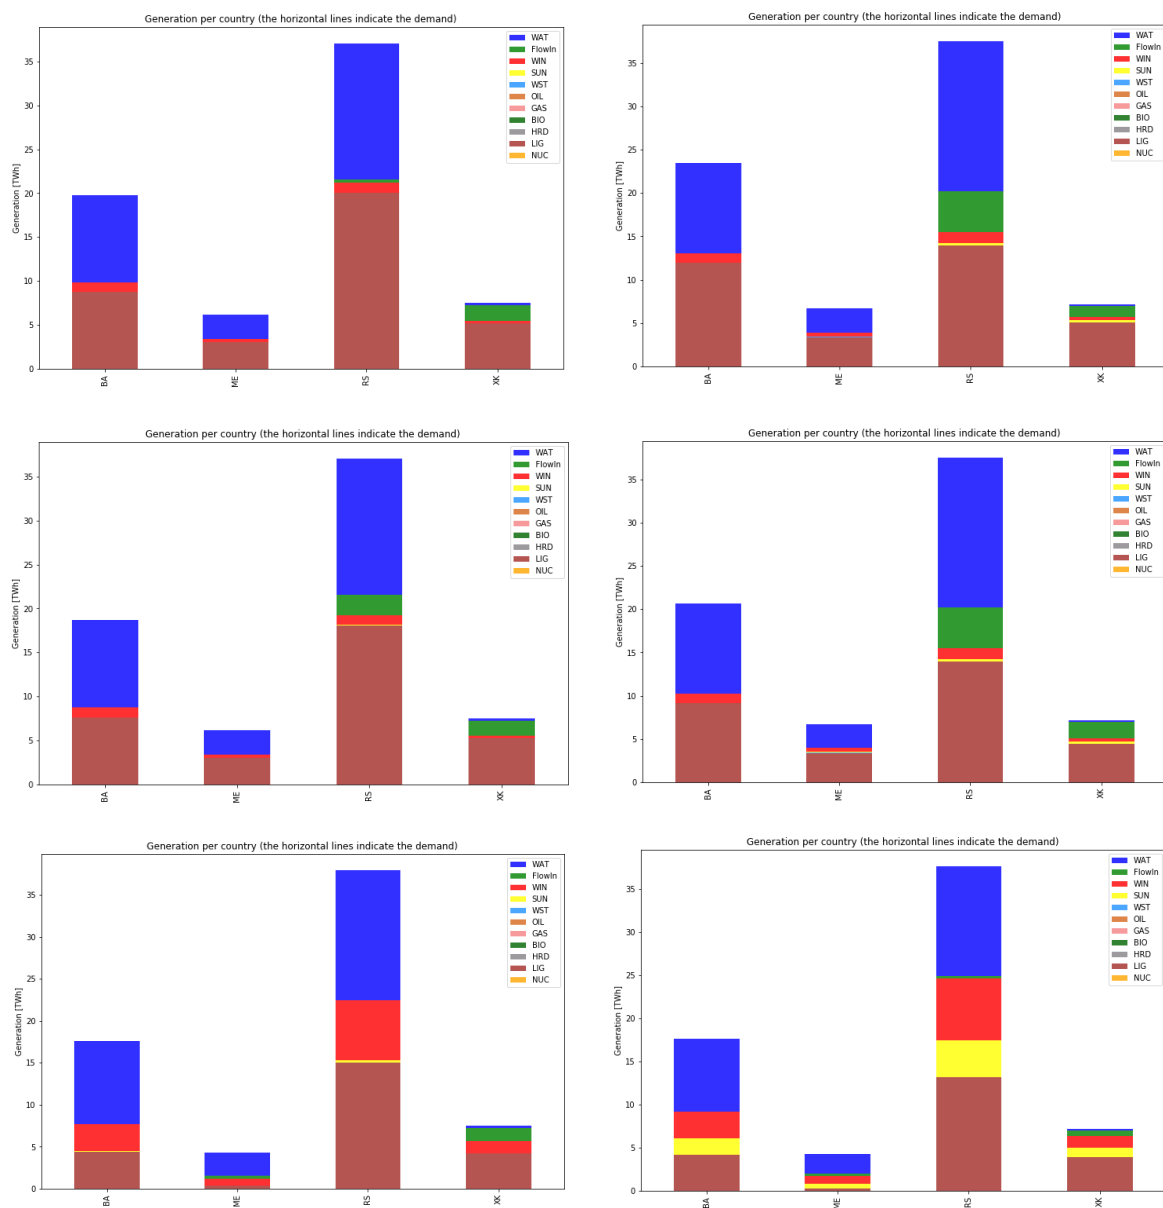 Generation per country (the horizontal lines indicate the demand)
Generation [TWh]
35
30
25
20
15
10
5
0
BA
ME
RS
XK
WAT
FlowIn
WIN
SUN
WST
OIL
GAS
BIO
HRD
LIG
NUC
Generation per country (the horizontal lines indicate the demand)
Generation [TWh]
35
30
25
20
15
10
5
0
BA
ME
RS
XK
WAT
FlowIn
WIN
SUN
WST
OIL
GAS
BIO
HRD
LIG
NUC
Generation per country (the horizontal lines indicate the demand)
Generation [TWh]
35
30
25
20
15
10
5
0
BA
ME
RS
XK
WAT
FlowIn
WIN
SUN
WST
OIL
GAS
BIO
HRD
LIG
NUC
Generation per country (the horizontal lines indicate the demand)
Generation [TWh]
35
30
25
20
15
10
5
0
BA
ME
RS
XK
WAT
FlowIn
WIN
SUN
WST
OIL
GAS
BIO
HRD
LIG
NUC
Generation per country (the horizontal lines indicate the demand)
Generation [TWh]
35
30
25
20
15
10
5
0
BA
ME
RS
XK
WAT
FlowIn
WIN
SUN
WST
OIL
GAS
BIO
HRD
LIG
NUC
Generation per country (the horizontal lines indicate the demand)
Generation [TWh]
35
30
25
20
15
10
5
0
BA
ME
RS
XK
WAT
FlowIn
WIN
SUN
WST
OIL
GAS
BIO
HRD
LIG
NUC